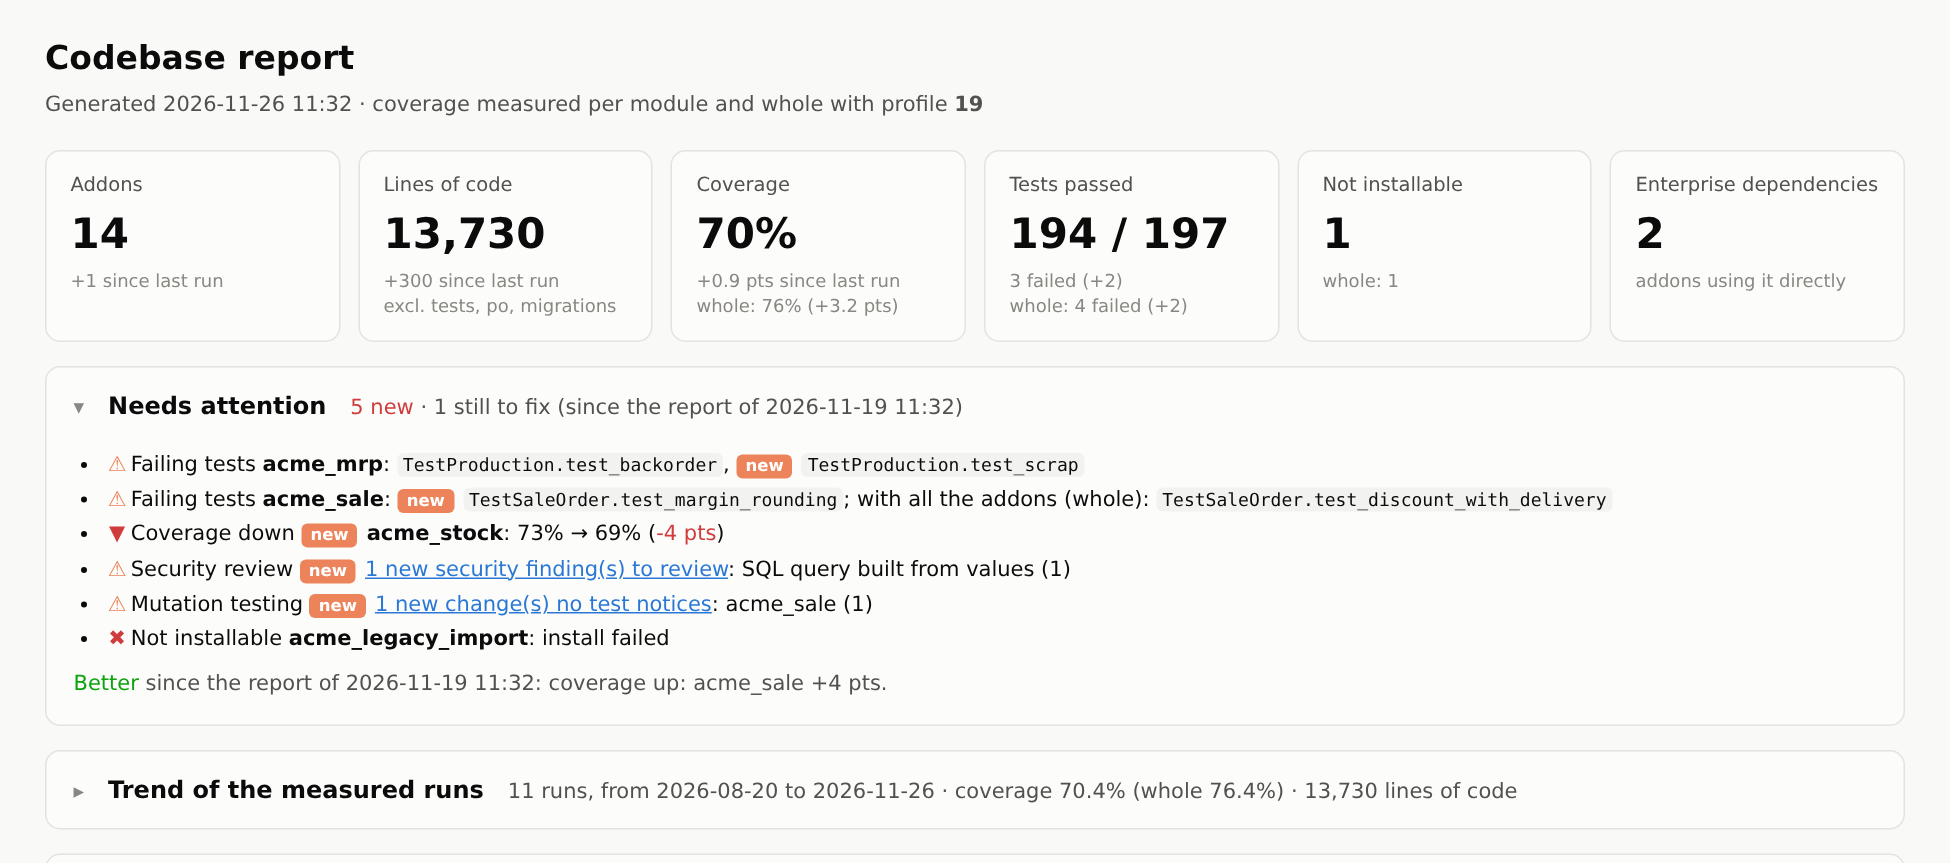 Codebase report
Generated 2026-11-26 11:32 · coverage measured per module and whole with profile 19
Addons
14
+1 since last run
Lines of code
13,730
+300 since last run
excl. tests, po, migrations
Coverage
70%
+0.9 pts since last run
whole: 76% (+3.2 pts)
Tests passed
194 / 197
3 failed (+2)
whole: 4 failed (+2)
Not installable
1
whole: 1
Enterprise dependencies
2
addons using it directly
▾ Needs attention 5 new · 1 still to fix (since the report of 2026-11-19 11:32)
• ⚠ Failing tests acme_mrp: TestProduction.test_backorder, new TestProduction.test_scrap
• ⚠ Failing tests acme_sale: new TestSaleOrder.test_margin_rounding; with all the addons (whole): TestSaleOrder.test_discount_with_delivery
• ▼ Coverage down new acme_stock: 73% → 69% (-4 pts)
• ⚠ Security review new 1 new security finding(s) to review: SQL query built from values (1)
• ⚠ Mutation testing new 1 new change(s) no test notices: acme_sale (1)
• ✖ Not installable acme_legacy_import: install failed
Better since the report of 2026-11-19 11:32: coverage up: acme_sale +4 pts.
▸ Trend of the measured runs 11 runs, from 2026-08-20 to 2026-11-26 · coverage 70.4% (whole 76.4%) · 13,730 lines of code